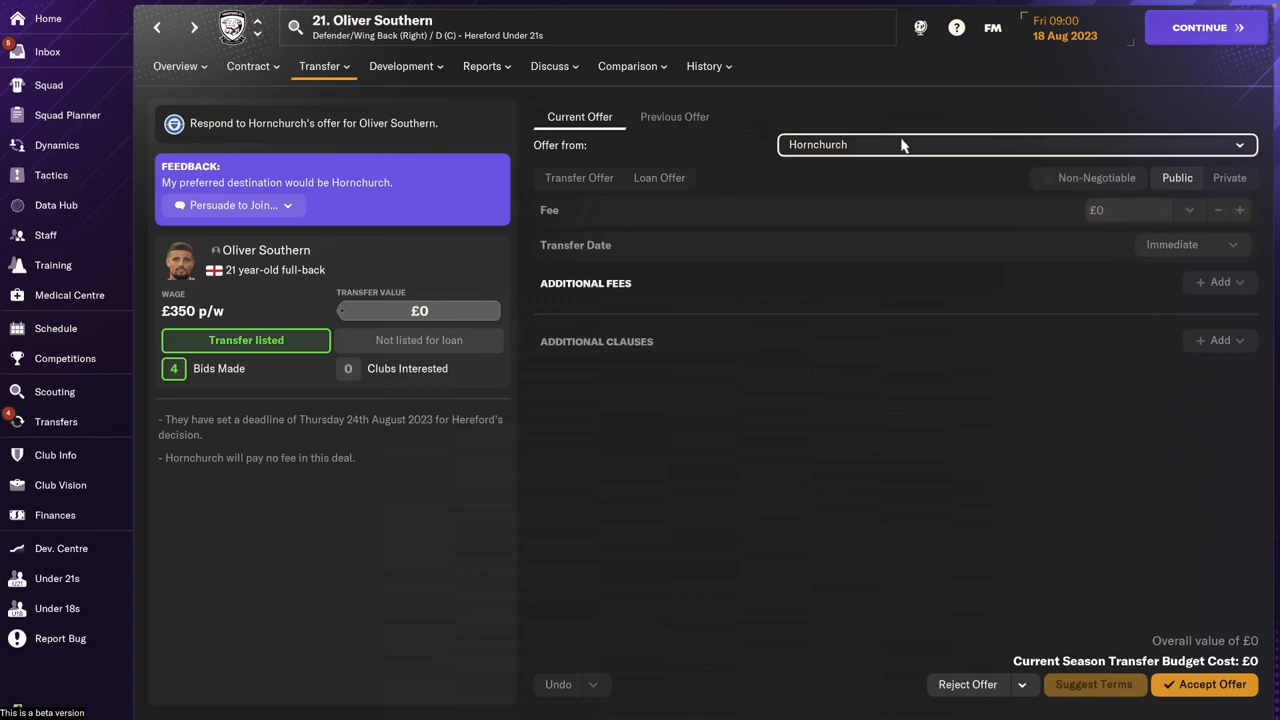 Home
5
Inbox
Squad
Squad Planner
Dynamics
Tactics
Data Hub
Staff
Training
Medical Centre
Schedule
Competitions
Scouting
4
Transfers
Club Info
Club Vision
Finances
Dev. Centre
U21
Under 21s
U18
Under 18s
Report Bug
This is a beta version
21. Oliver Southern
Defender/Wing Back (Right) / D (C) - Hereford Under 21s
?
FM
Fri 09:00
18 Aug 2023
CONTINUE
Overview
Contract
Transfer
Development
Reports
Discuss
Comparison
History
Respond to Hornchurch's offer for Oliver Southern.
FEEDBACK:
My preferred destination would be Hornchurch.
Persuade to Join...
Oliver Southern
21 year-old full-back
WAGE
£350 p/w
TRANSFER VALUE
£0
Transfer listed
Not listed for loan
4 Bids Made
0 Clubs Interested
- They have set a deadline of Thursday 24th August 2023 for Hereford's
decision.
- Hornchurch will pay no fee in this deal.
Current Offer
Previous Offer
Offer from:
Hornchurch
Transfer Offer
Loan Offer
Non-Negotiable
Public
Private
Fee
£0
Transfer Date
Immediate
ADDITIONAL FEES
+ Add
ADDITIONAL CLAUSES
+ Add
Overall value of £0
Current Season Transfer Budget Cost: £0
Undo
Reject Offer
Suggest Terms
Accept Offer